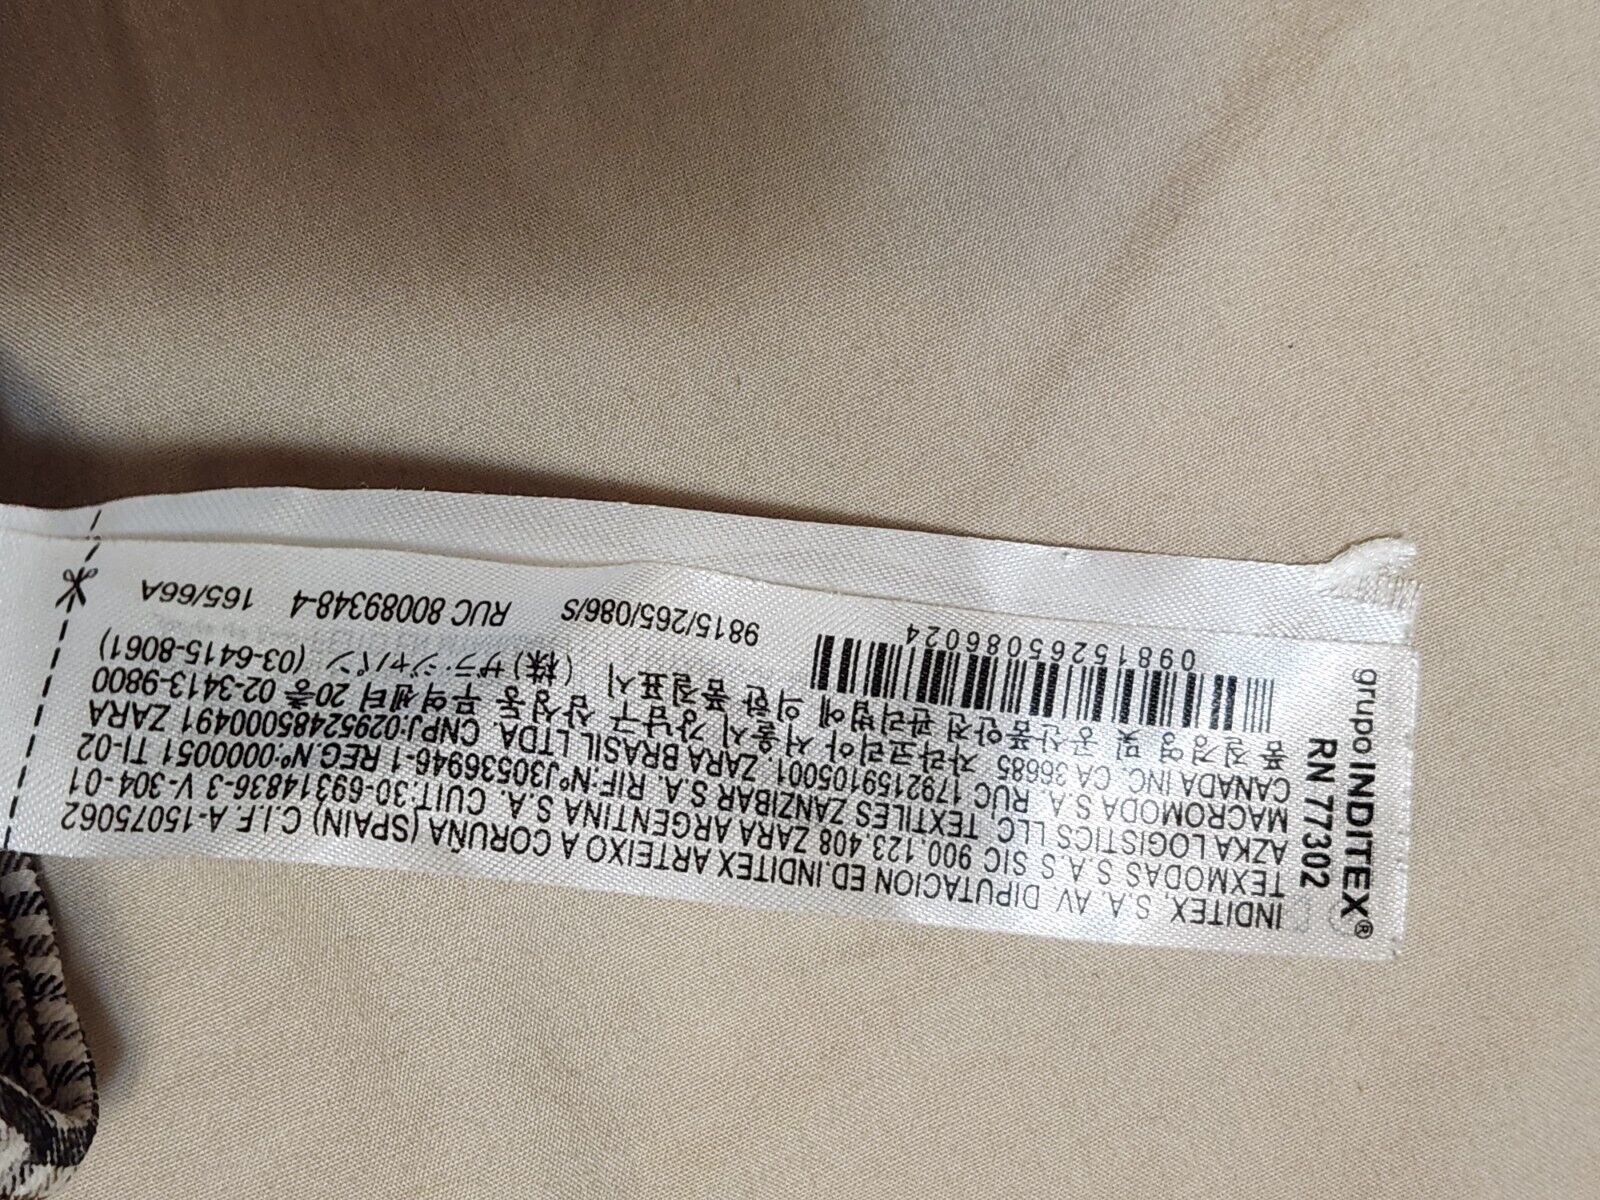 grupo INDITEX®
RN 77302
INDITEX, S.A. AV. DIPUTACION ED.INDITEX ARTEIXO A CORUÑA (SPAIN) C.I.F. A-15075062
TEXMODAS S.A.S SIC 900.123.408 ZARA ARGENTINA S.A. CUIT:30-69314836-3 V-304-01
AZKA LOGISTICS LLC, TEXTILES ZANZIBAR S.A. RIF:NºJ30536946-1 REG.Nº:0000051 TI-02
MACROMODA S.A. RUC 1792159105001. ZARA BRASIL LTDA. CNPJ:02952485000491 ZARA
CANADA INC. CA 36685 자라코리아 서울시 강남구 삼성동 무역센터 20층 02-3413-9800
품질경영 및 공산품안전관리법에 의한 품질표시 (株)ザラ・ジャパン (03-6415-8061)
09815265086024
9815/265/086/S RUC 80089348-4 165/66A